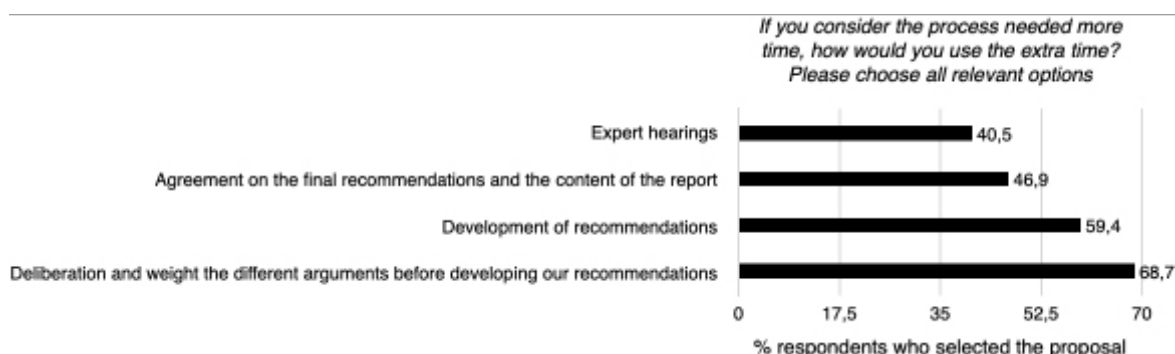 If you consider the process needed more
time, how would you use the extra time?
Please choose all relevant options
Expert hearings
40,5
Agreement on the final recommendations and the content of the report
46,9
Development of recommendations
59,4
Deliberation and weight the different arguments before developing our recommendations
68,7
0 17,5 35 52,5 70
% respondents who selected the proposal